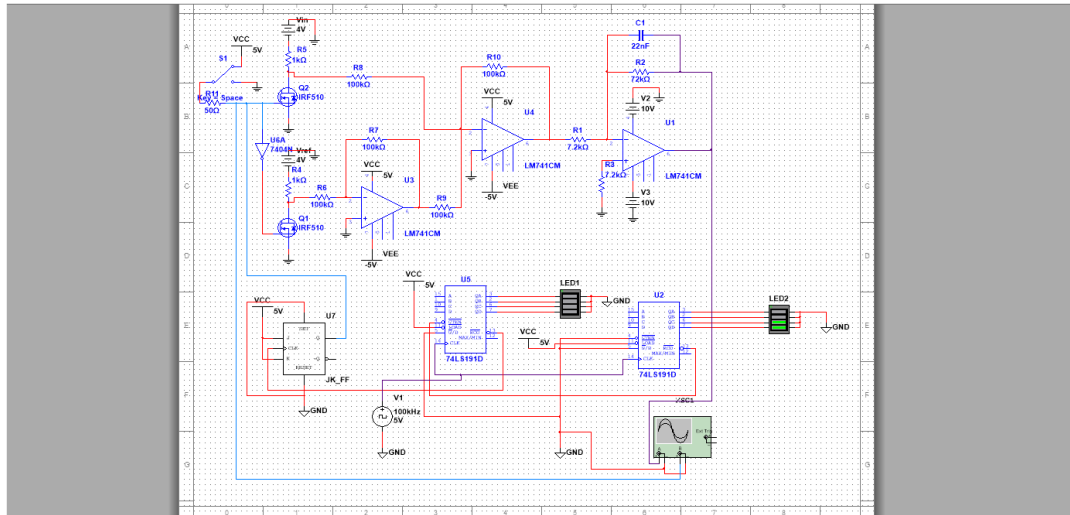 Vin
4V
VCC
5V
S1
Key = Space
R11
50Ω
R5
1kΩ
Q2
IRF510
U6A
7404N
Vref
4V
R4
1kΩ
Q1
IRF510
R8
100kΩ
R7
100kΩ
R6
100kΩ
VCC
5V
U3
LM741CM
VEE
-5V
R9
100kΩ
R10
100kΩ
VCC
5V
U4
LM741CM
VEE
-5V
C1
22nF
R2
72kΩ
R1
7.2kΩ
V2
10V
U1
LM741CM
R3
7.2kΩ
V3
10V
VCC
5V
U7
JK_FF
GND
VCC
5V
U5
74LS191D
LED1
GND
VCC
5V
U2
74LS191D
LED2
GND
V1
100kHz
5V
GND
GND
XSC1